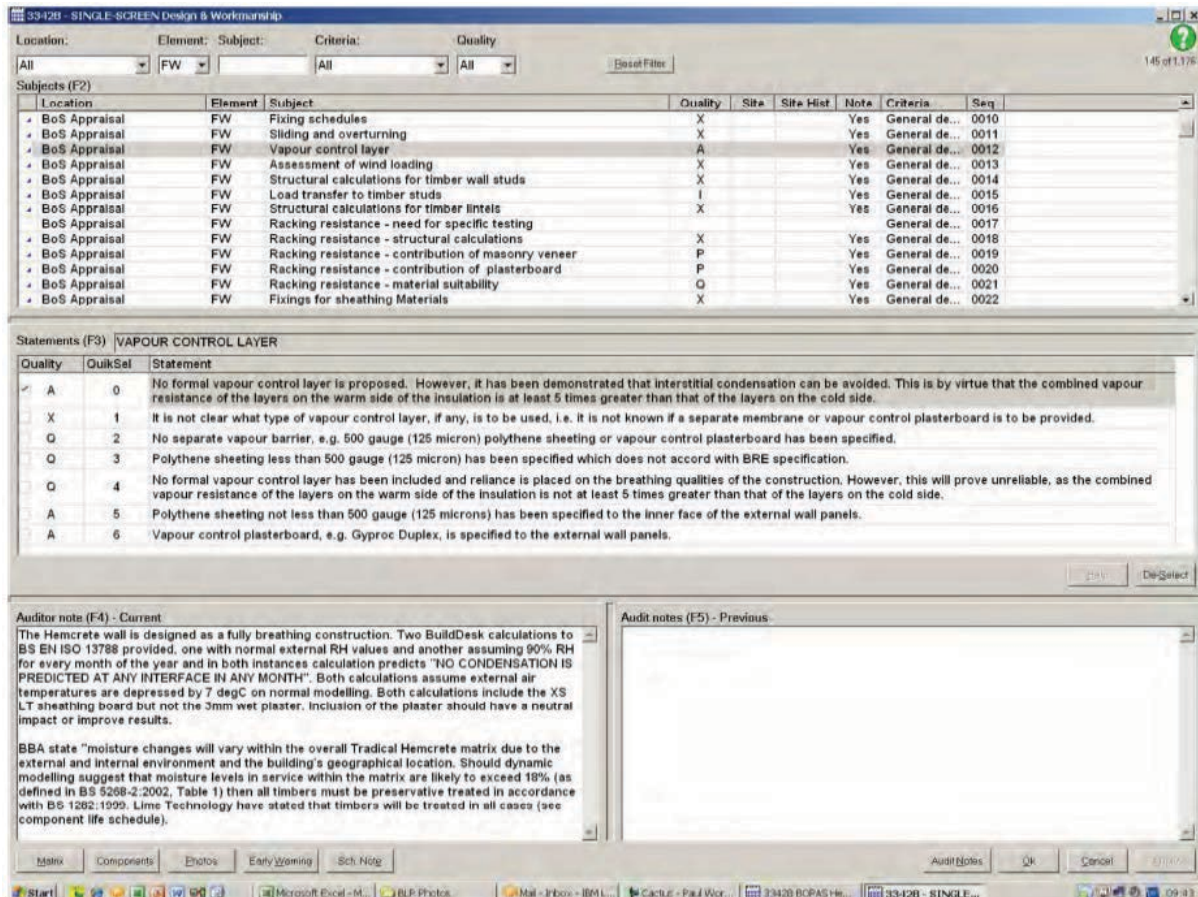 33428 - SINGLE-SCREEN Design & Workmanship
Location: Element: Subject: Criteria: Quality
All FW All All Reset Filter 145 of 1,176
Subjects (F2)
Location Element Subject Quality Site Site Hist Note Criteria Seq
BoS Appraisal FW Fixing schedules X Yes General de... 0010
BoS Appraisal FW Sliding and overturning X Yes General de... 0011
BoS Appraisal FW Vapour control layer A Yes General de... 0012
BoS Appraisal FW Assessment of wind loading X Yes General de... 0013
BoS Appraisal FW Structural calculations for timber wall studs X Yes General de... 0014
BoS Appraisal FW Load transfer to timber studs I Yes General de... 0015
BoS Appraisal FW Structural calculations for timber lintels X Yes General de... 0016
BoS Appraisal FW Racking resistance - need for specific testing General de... 0017
BoS Appraisal FW Racking resistance - structural calculations X Yes General de... 0018
BoS Appraisal FW Racking resistance - contribution of masonry veneer P Yes General de... 0019
BoS Appraisal FW Racking resistance - contribution of plasterboard P Yes General de... 0020
BoS Appraisal FW Racking resistance - material suitability Q Yes General de... 0021
BoS Appraisal FW Fixings for sheathing Materials X Yes General de... 0022
Statements (F3) VAPOUR CONTROL LAYER
Quality QuikSel Statement
A 0 No formal vapour control layer is proposed. However, it has been demonstrated that interstitial condensation can be avoided. This is by virtue that the combined vapour
resistance of the layers on the warm side of the insulation is at least 5 times greater than that of the layers on the cold side.
X 1 It is not clear what type of vapour control layer, if any, is to be used, i.e. it is not known if a separate membrane or vapour control plasterboard is to be provided.
Q 2 No separate vapour barrier, e.g. 500 gauge (125 micron) polythene sheeting or vapour control plasterboard has been specified.
Q 3 Polythene sheeting less than 500 gauge (125 micron) has been specified which does not accord with BRE specification.
Q 4 No formal vapour control layer has been included and reliance is placed on the breathing qualities of the construction. However, this will prove unreliable, as the combined
vapour resistance of the layers on the warm side of the insulation is not at least 5 times greater than that of the layers on the cold side.
A 5 Polythene sheeting not less than 500 gauge (125 microns) has been specified to the inner face of the external wall panels.
A 6 Vapour control plasterboard, e.g. Gyproc Duplex, is specified to the external wall panels.
De-Select
Auditor note (F4) - Current
The Hemcrete wall is designed as a fully breathing construction. Two BuildDesk calculations to
BS EN ISO 13788 provided, one with normal external RH values and another assuming 90% RH
for every month of the year and in both instances calculation predicts "NO CONDENSATION IS
PREDICTED AT ANY INTERFACE IN ANY MONTH". Both calculations assume external air
temperatures are depressed by 7 degC on normal modelling. Both calculations include the XS
LT sheathing board but not the 3mm wet plaster. Inclusion of the plaster should have a neutral
impact or improve results.
BBA state "moisture changes will vary within the overall Tradical Hemcrete matrix due to the
external and internal environment and the building's geographical location. Should dynamic
modelling suggest that moisture levels in service within the matrix are likely to exceed 18% (as
defined in BS 5268-2:2002, Table 1) then all timbers must be preservative treated in accordance
with BS 1282:1999. Lime Technology have stated that timbers will be treated in all cases (see
component life schedule).
Audit notes (F5) - Previous
Matrix Components Photos Early Warning Sch Note Audit Notes Ok Cancel
Start Microsoft Excel - M... BLP Photos Mail - Inbox - IBM L... Cactus - Paul Wor... 33428 BOPAS He... 33428 - SINGLE... 09:43